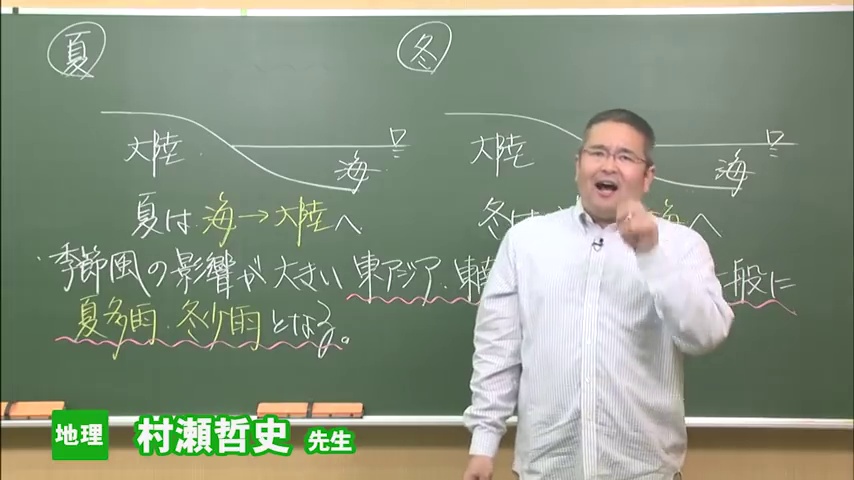 夏
冬
大陸
海
大陸
海
夏は海→大陸へ
冬は 海へ
季節風の影響が大きい東アジア・東南 一般に
夏多雨・冬少雨となる。
地理 村瀬哲史 先生